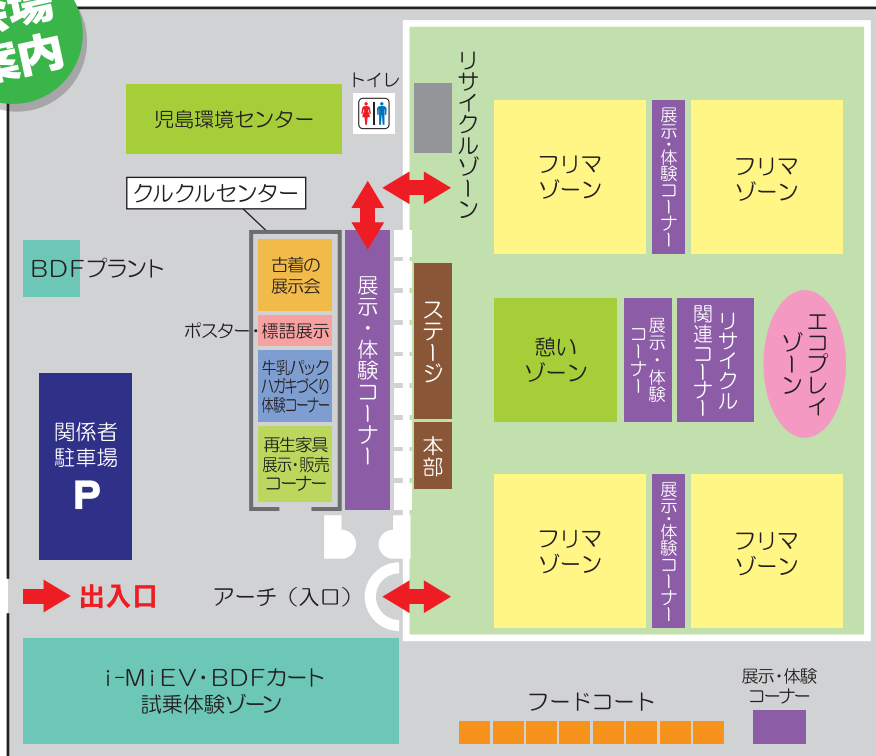 案内
児島環境センター
トイレ
クルクルセンター
BDFプラント
古着の
展示会
ポスター・標語展示
牛乳パック
ハガキづくり
体験コーナー
再生家具
展示・販売
コーナー
展示・体験コーナー
関係者
駐車場
P
出入口
アーチ（入口）
i-MiEV・BDFカート
試乗体験ゾーン
リサイクルゾーン
ステージ
本部
フリマ
ゾーン
展示・体験コーナー
フリマ
ゾーン
憩い
ゾーン
展示・体験
コーナー
リサイクル
関連コーナー
エコプレイ
ゾーン
フリマ
ゾーン
展示・体験コーナー
フリマ
ゾーン
フードコート
展示・体験
コーナー